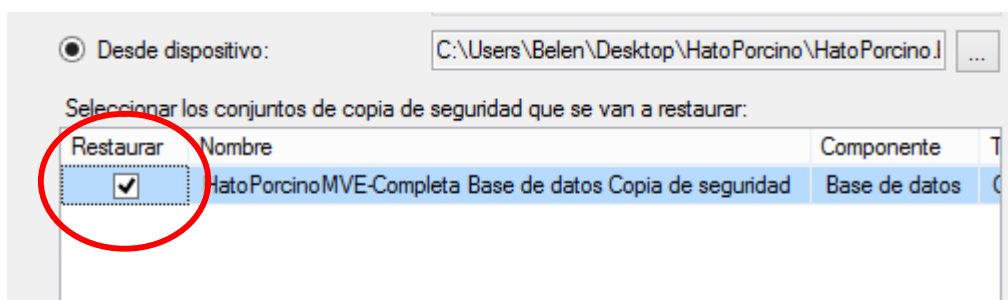 Desde dispositivo:
C:\Users\Belen\Desktop\HatoPorcino\HatoPorcino.
...
Seleccionar los conjuntos de copia de seguridad que se van a restaurar:
Restaurar Nombre Componente
HatoPorcinoMVE-Completa Base de datos Copia de seguridad Base de datos